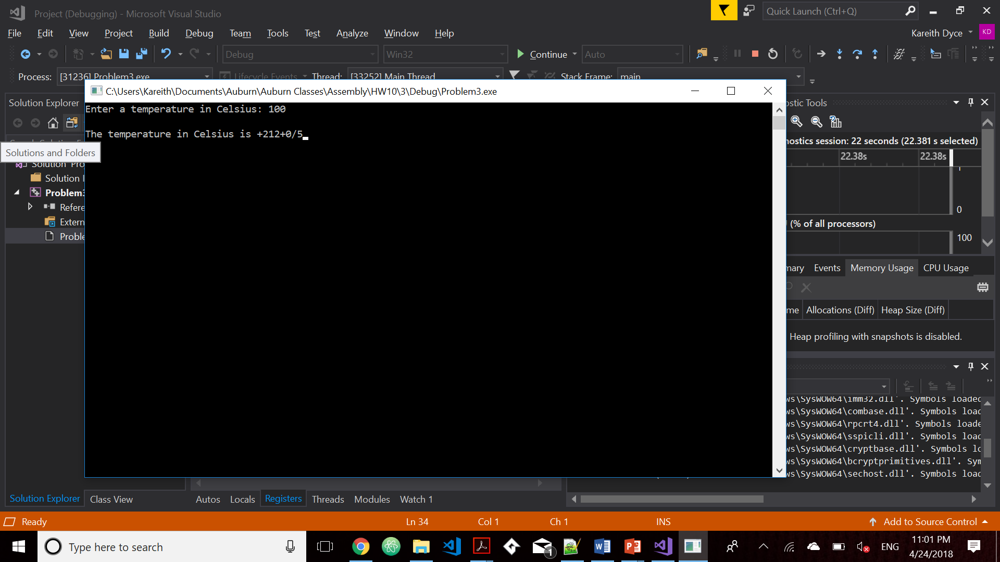 Project (Debugging) - Microsoft Visual Studio
Quick Launch (Ctrl+Q)
File Edit View Project Build Debug Team Tools Test Analyze Window Help
Kareith Dyce KD
Debug Win32 Continue Auto
Process: [31236] Problem3.exe Lifecycle Events Thread: [33252] Main Thread Stack Frame: main
C:\Users\Kareith\Documents\Auburn\Auburn Classes\Assembly\HW10\3\Debug\Problem3.exe
Enter a temperature in Celsius: 100
The temperature in Celsius is +212+0/5
Solution Explorer
Solutions and Folders
Solution 'Pro
Solution I
Problem3
Refere
Extern
Proble
ostic Tools
nostics session: 22 seconds (22.381 s selected)
22.38s 22.38s
0
(% of all processors)
100
mary Events Memory Usage CPU Usage
me Allocations (Diff) Heap Size (Diff)
Heap profiling with snapshots is disabled.
ws\SysWOW64\imm32.dll'. Symbols loaded
ws\SysWOW64\combase.dll'. Symbols load
ws\SysWOW64\rpcrt4.dll'. Symbols loade
ws\SysWOW64\sspicli.dll'. Symbols load
ws\SysWOW64\cryptbase.dll'. Symbols lo
ws\SysWOW64\bcryptprimitives.dll'. Sym
ws\SysWOW64\sechost.dll'. Symbols load
Solution Explorer Class View
Autos Locals Registers Threads Modules Watch 1
Ready Ln 34 Col 1 Ch 1 INS Add to Source Control
Type here to search
1
ENG
11:01 PM
4/24/2018